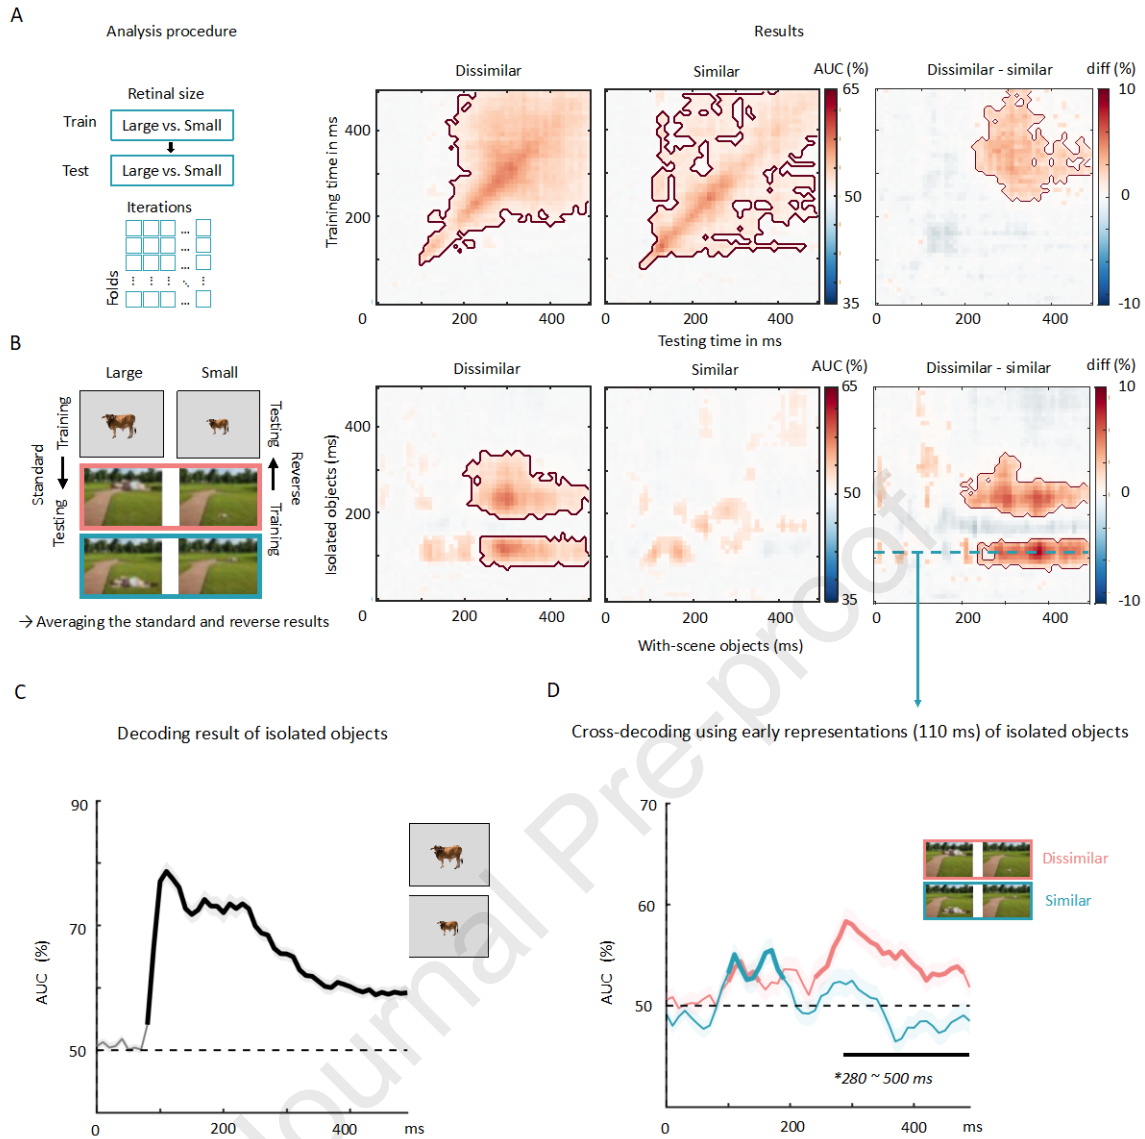 A
Analysis procedure
Results
Retinal size
Train
Large vs. Small
Test
Large vs. Small
Iterations
Folds
...
...
...
...
Dissimilar
Similar
AUC (%)
Dissimilar - similar
diff (%)
Training time in ms
400
200
0
200
400
0
200
400
65
50
35
0
200
400
10
0
-10
Testing time in ms
B
Large
Small
Standard
Training
Testing
Testing
Reverse
Training
→ Averaging the standard and reverse results
Dissimilar
Similar
AUC (%)
Dissimilar - similar
diff (%)
Isolated objects (ms)
400
200
0
0
200
400
0
200
400
65
50
35
0
200
400
10
0
-10
With-scene objects (ms)
C
Decoding result of isolated objects
AUC (%)
90
70
50
0
200
400
ms
D
Cross-decoding using early representations (110 ms) of isolated objects
AUC (%)
70
60
50
Dissimilar
Similar
*280 ~ 500 ms
0
200
400
ms
Journal Pre-proof